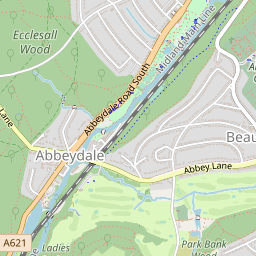 Ecclesall
Wood
Midland Main Line
Abbeydale Road South
Lane
Beau
Abbeydale
Abbey Lane
A621
Ladies
Park Bank
Wood